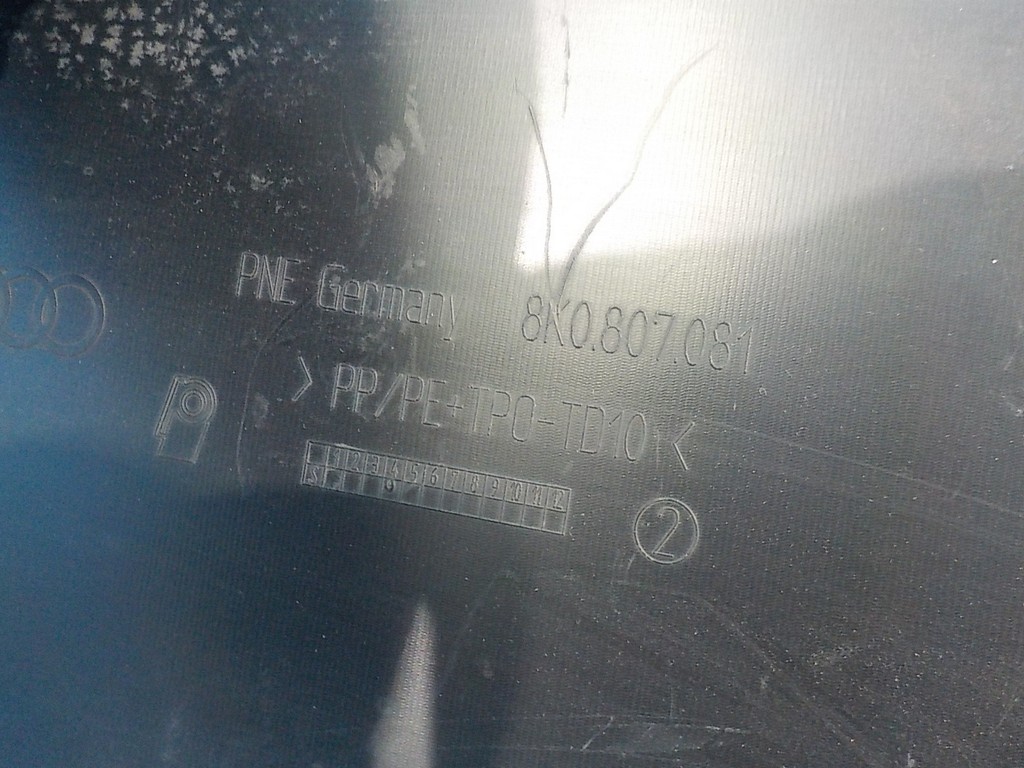 PNE Germany 8K0.807.081
>PP/PE+TPO-TD10<
1 2 3 4 5 6 7 8 9 10 11 12
2